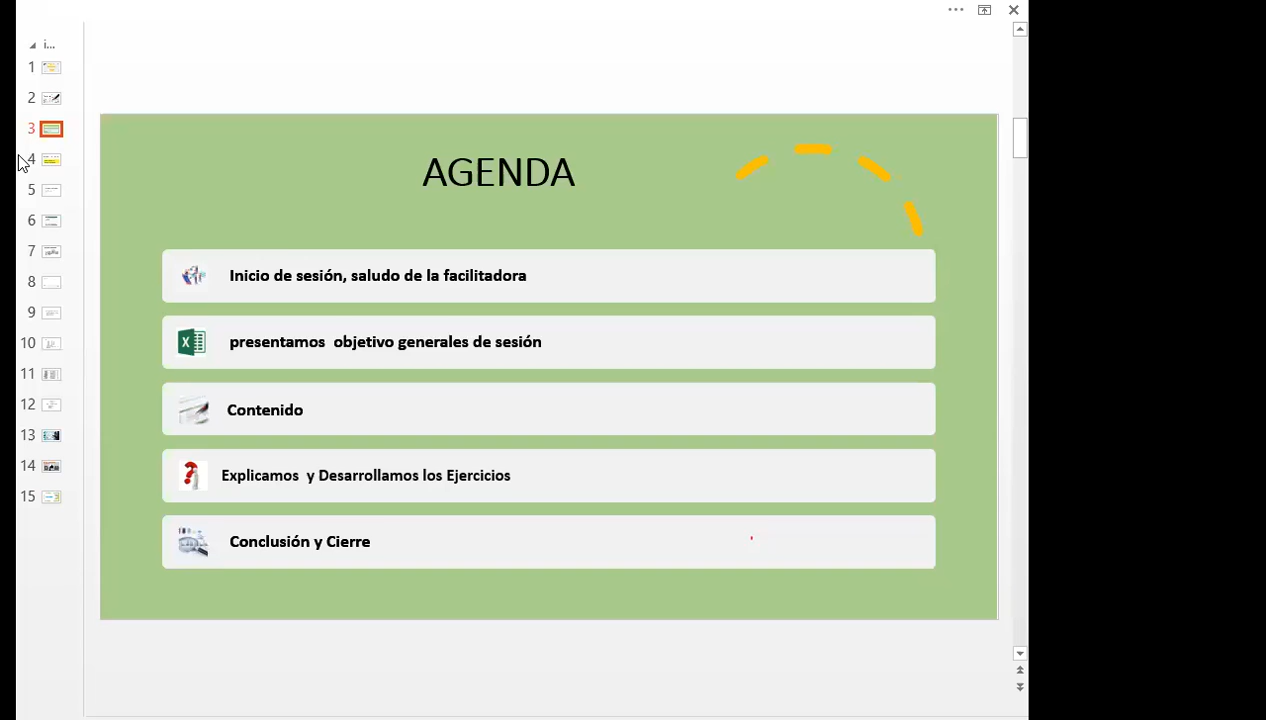 i...
1
2
3
4
5
6
7
8
9
10
11
12
13
14
15
AGENDA
Inicio de sesión, saludo de la facilitadora
presentamos  objetivo generales de sesión
Contenido
Explicamos  y Desarrollamos los Ejercicios
Conclusión y Cierre